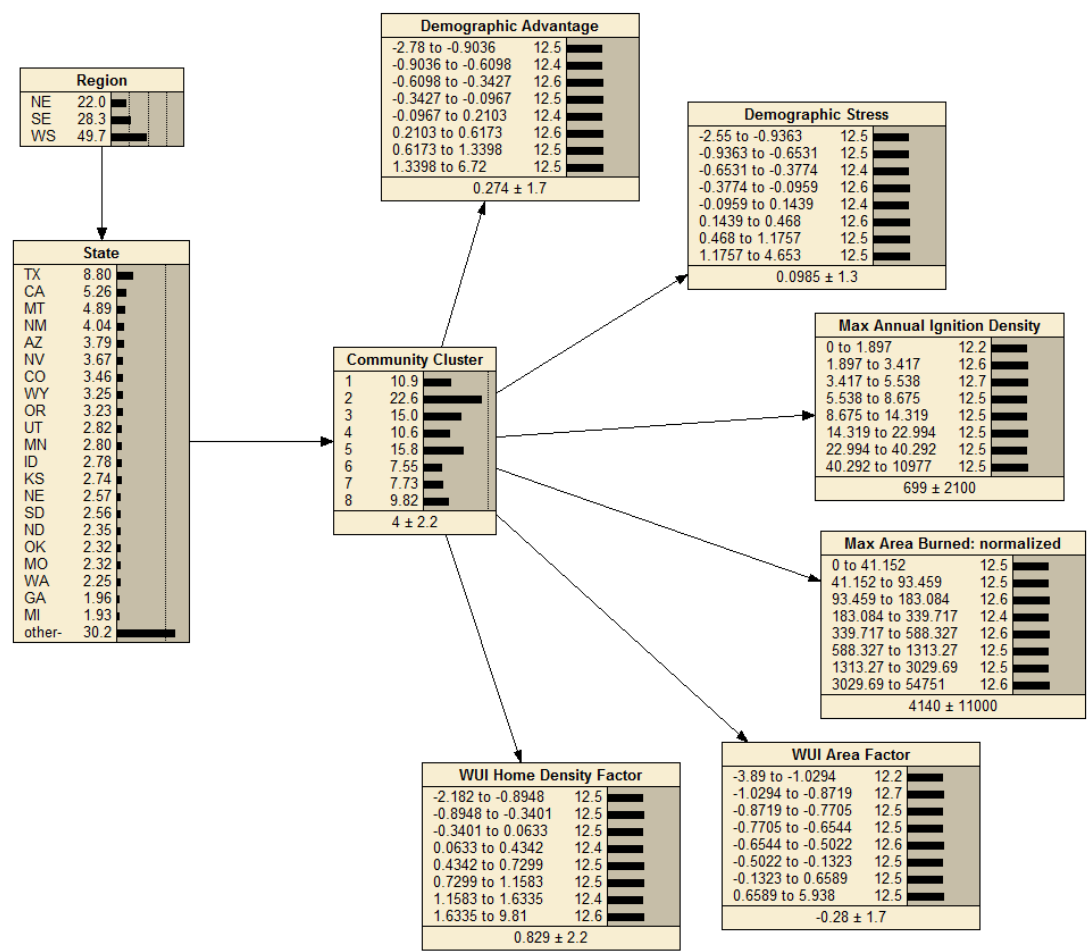 Demographic Advantage
-2.78 to -0.9036 12.5
-0.9036 to -0.6098 12.4
-0.6098 to -0.3427 12.6
-0.3427 to -0.0967 12.5
-0.0967 to 0.2103 12.4
0.2103 to 0.6173 12.6
0.6173 to 1.3398 12.5
1.3398 to 6.72 12.5
0.274 ± 1.7
Region
NE 22.0
SE 28.3
WS 49.7
Demographic Stress
-2.55 to -0.9363 12.5
-0.9363 to -0.6531 12.5
-0.6531 to -0.3774 12.4
-0.3774 to -0.0959 12.6
-0.0959 to 0.1439 12.4
0.1439 to 0.468 12.6
0.468 to 1.1757 12.5
1.1757 to 4.653 12.5
0.0985 ± 1.3
State
TX 8.80
CA 5.26
MT 4.89
NM 4.04
AZ 3.79
NV 3.67
CO 3.46
WY 3.25
OR 3.23
UT 2.82
MN 2.80
ID 2.78
KS 2.74
NE 2.57
SD 2.56
ND 2.35
OK 2.32
MO 2.32
WA 2.25
GA 1.96
MI 1.93
other- 30.2
Community Cluster
1 10.9
2 22.6
3 15.0
4 10.6
5 15.8
6 7.55
7 7.73
8 9.82
4 ± 2.2
Max Annual Ignition Density
0 to 1.897 12.2
1.897 to 3.417 12.6
3.417 to 5.538 12.7
5.538 to 8.675 12.5
8.675 to 14.319 12.5
14.319 to 22.994 12.5
22.994 to 40.292 12.5
40.292 to 10977 12.5
699 ± 2100
Max Area Burned: normalized
0 to 41.152 12.5
41.152 to 93.459 12.5
93.459 to 183.084 12.6
183.084 to 339.717 12.4
339.717 to 588.327 12.6
588.327 to 1313.27 12.5
1313.27 to 3029.69 12.5
3029.69 to 54751 12.6
4140 ± 11000
WUI Home Density Factor
-2.182 to -0.8948 12.5
-0.8948 to -0.3401 12.5
-0.3401 to 0.0633 12.5
0.0633 to 0.4342 12.4
0.4342 to 0.7299 12.5
0.7299 to 1.1583 12.5
1.1583 to 1.6335 12.4
1.6335 to 9.81 12.6
0.829 ± 2.2
WUI Area Factor
-3.89 to -1.0294 12.2
-1.0294 to -0.8719 12.7
-0.8719 to -0.7705 12.5
-0.7705 to -0.6544 12.5
-0.6544 to -0.5022 12.6
-0.5022 to -0.1323 12.5
-0.1323 to 0.6589 12.5
0.6589 to 5.938 12.5
-0.28 ± 1.7